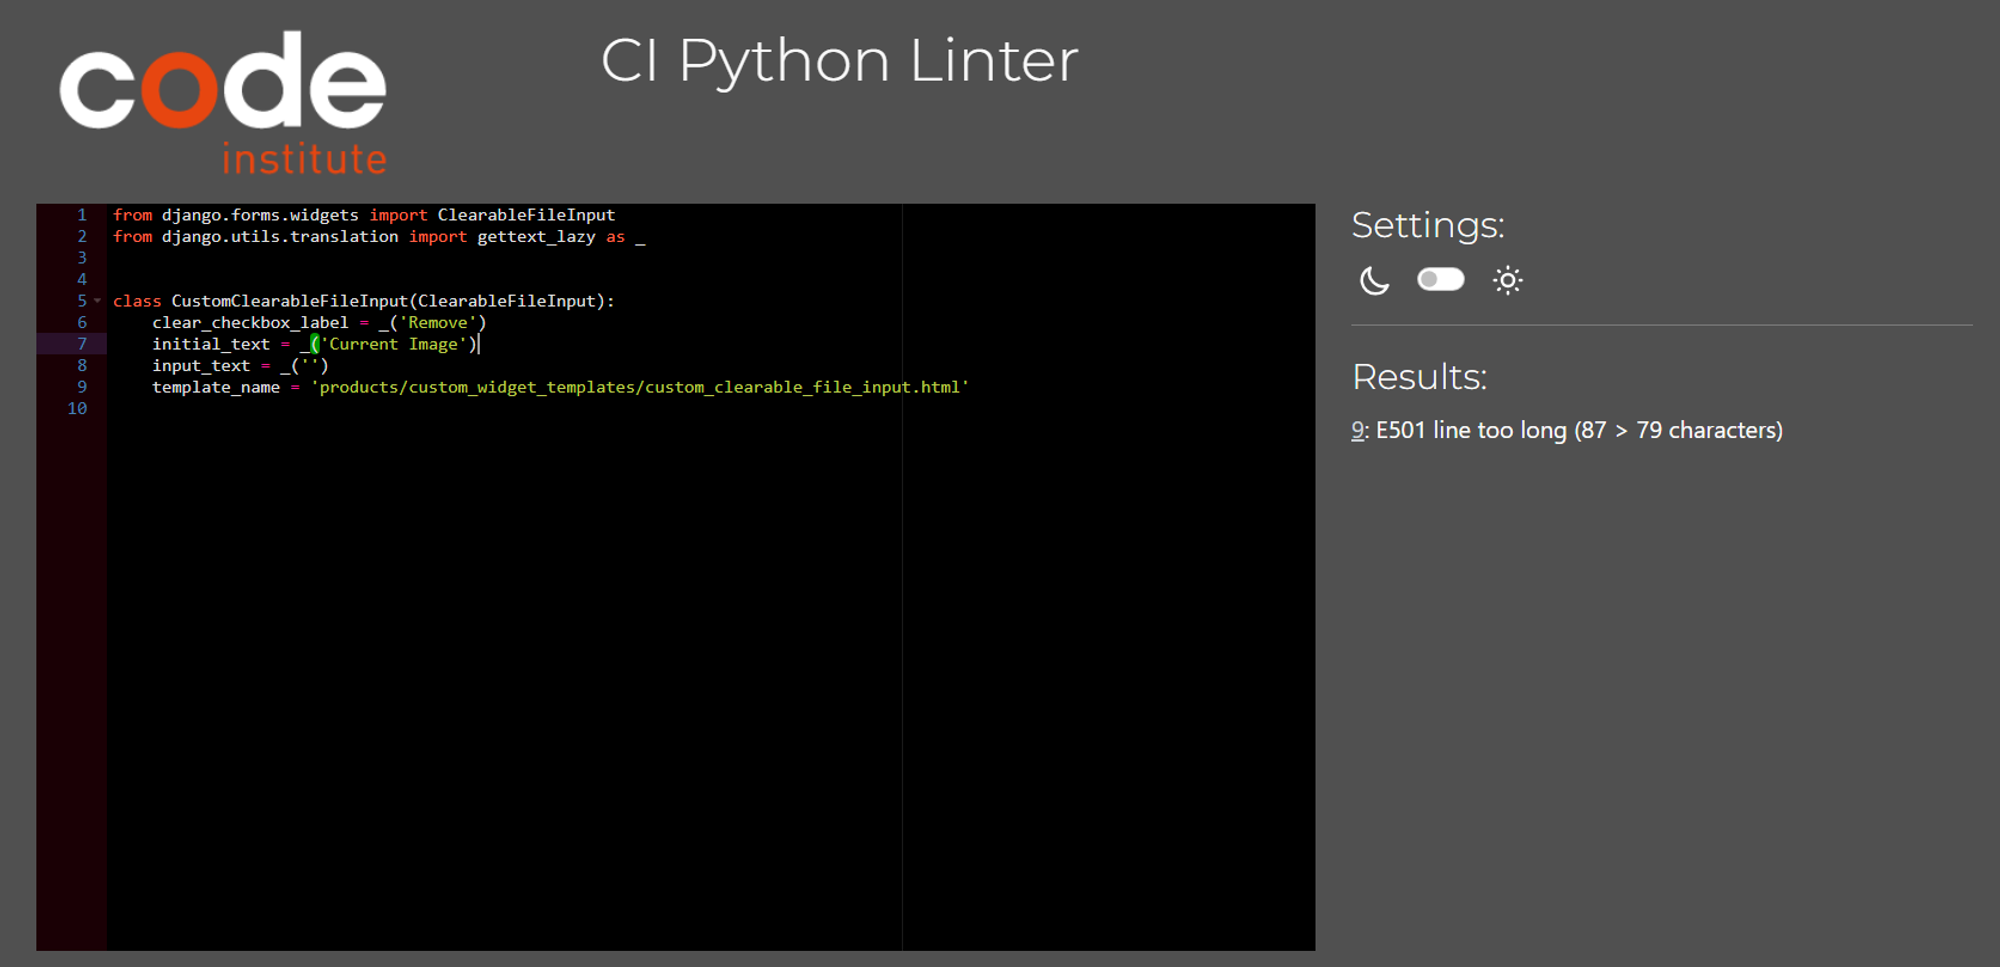 code
institute
CI Python Linter
1 from django.forms.widgets import ClearableFileInput
2 from django.utils.translation import gettext_lazy as _
3
4
5 class CustomClearableFileInput(ClearableFileInput):
6     clear_checkbox_label = _('Remove')
7     initial_text = _('Current Image')
8     input_text = _('')
9     template_name = 'products/custom_widget_templates/custom_clearable_file_input.html'
10
Settings:
Results:
9: E501 line too long (87 > 79 characters)